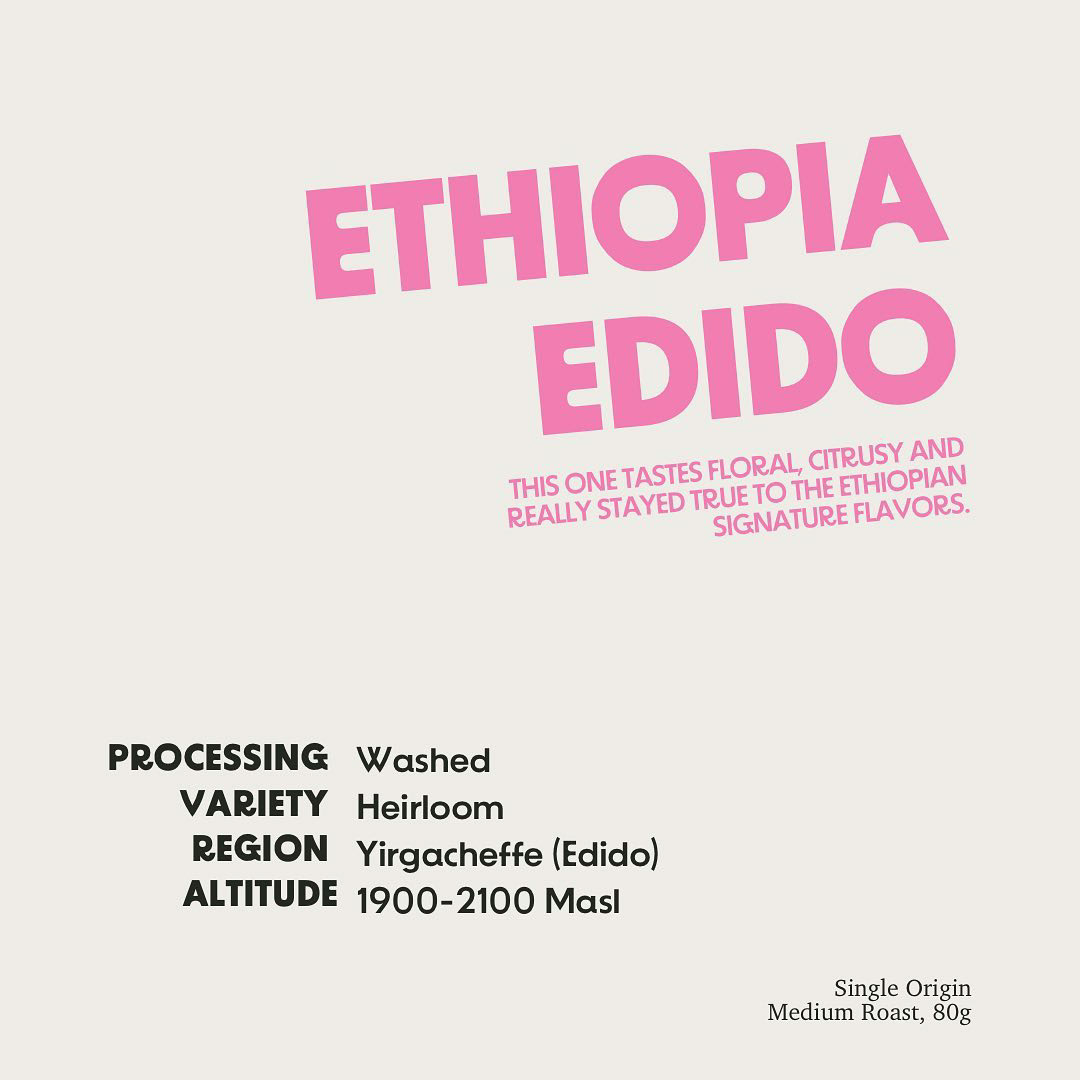 ETHIOPIA
EDIDO
THIS ONE TASTES FLORAL, CITRUSY AND
REALLY STAYED TRUE TO THE ETHIOPIAN
SIGNATURE FLAVORS.
PROCESSING Washed
VARIETY Heirloom
REGION Yirgacheffe (Edido)
ALTITUDE 1900-2100 Masl
Single Origin
Medium Roast, 80g